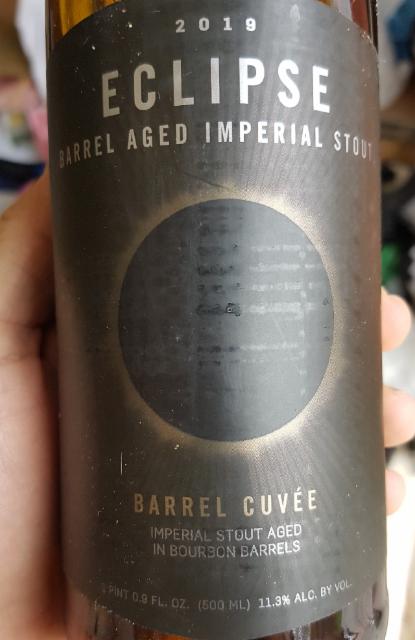 2019
ECLIPSE
BARREL AGED IMPERIAL STOUT
BARREL CUVÉE
IMPERIAL STOUT AGED
IN BOURBON BARRELS
1 PINT 0.9 FL. OZ. (500 ML) 11.3% ALC. BY VOL.